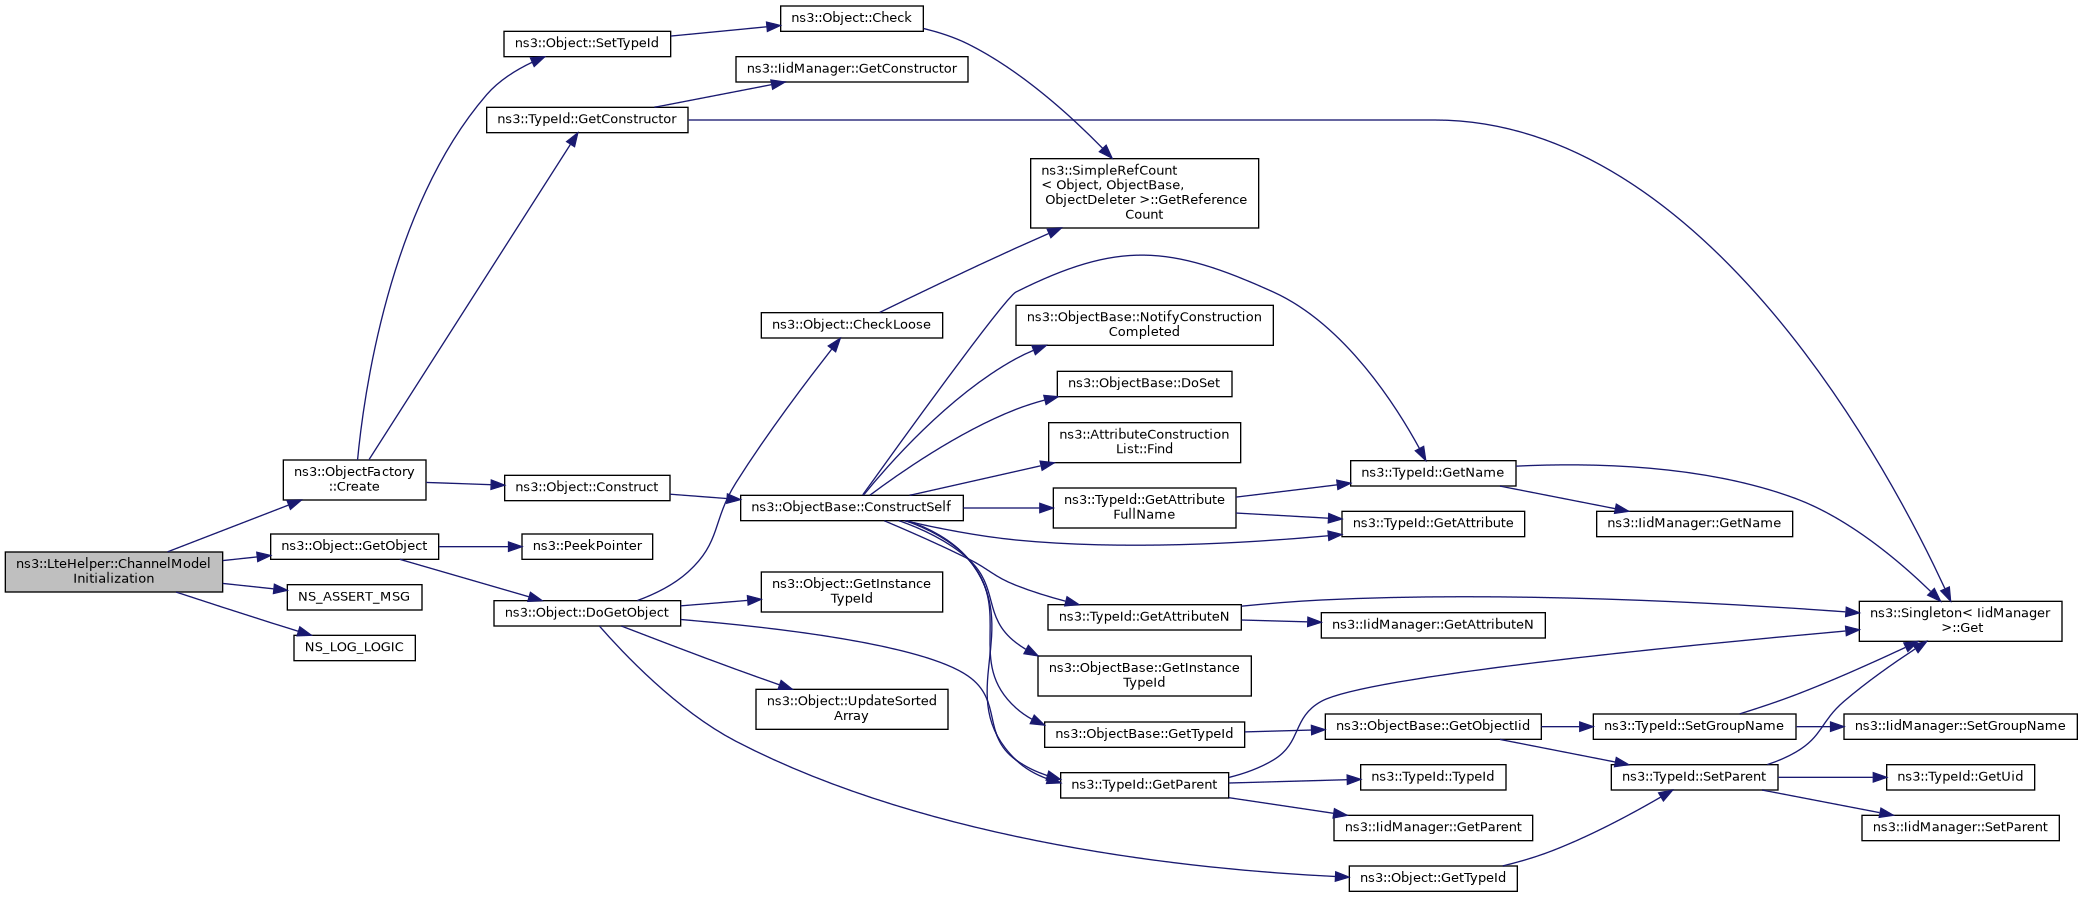 ns3::Object::Check
ns3::Object::SetTypeId
ns3::IidManager::GetConstructor
ns3::TypeId::GetConstructor
ns3::SimpleRefCount
< Object, ObjectBase,
ObjectDeleter >::GetReference
Count
ns3::Object::CheckLoose
ns3::ObjectBase::NotifyConstruction
Completed
ns3::ObjectBase::DoSet
ns3::AttributeConstruction
List::Find
ns3::ObjectFactory
::Create
ns3::Object::Construct
ns3::ObjectBase::ConstructSelf
ns3::TypeId::GetAttribute
FullName
ns3::TypeId::GetName
ns3::TypeId::GetAttribute
ns3::IidManager::GetName
ns3::LteHelper::ChannelModel
Initialization
ns3::Object::GetObject
ns3::PeekPointer
NS_ASSERT_MSG
NS_LOG_LOGIC
ns3::Object::DoGetObject
ns3::Object::GetInstance
TypeId
ns3::TypeId::GetAttributeN
ns3::IidManager::GetAttributeN
ns3::Singleton< IidManager
>::Get
ns3::ObjectBase::GetInstance
TypeId
ns3::Object::UpdateSorted
Array
ns3::ObjectBase::GetTypeId
ns3::ObjectBase::GetObjectIid
ns3::TypeId::SetGroupName
ns3::IidManager::SetGroupName
ns3::TypeId::GetParent
ns3::TypeId::TypeId
ns3::TypeId::SetParent
ns3::TypeId::GetUid
ns3::IidManager::GetParent
ns3::IidManager::SetParent
ns3::Object::GetTypeId